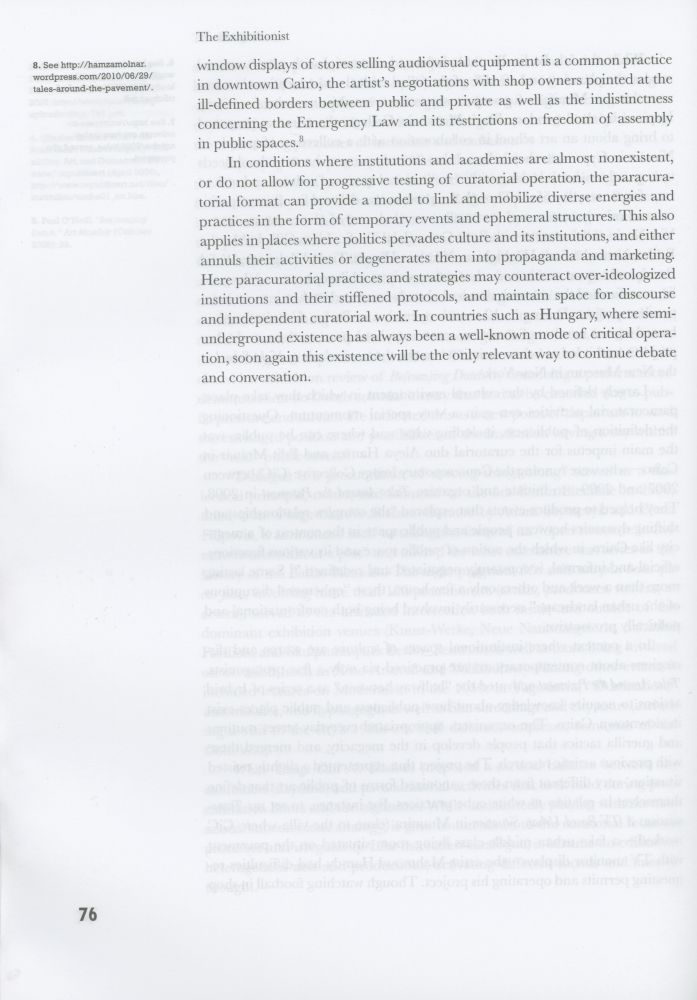 The Exhibitionist
8. See http://hamzamolnar.
wordpress.com/2010/06/29/
tales-around-the-pavement/.
window displays of stores selling audiovisual equipment is a common practice
in downtown Cairo, the artist's negotiations with shop owners pointed at the
ill-defined borders between public and private as well as the indistinctness
concerning the Emergency Law and its restrictions on freedom of assembly
in public spaces.⁸
In conditions where institutions and academies are almost nonexistent,
or do not allow for progressive testing of curatorial operation, the paracura-
torial format can provide a model to link and mobilize diverse energies and
practices in the form of temporary events and ephemeral structures. This also
applies in places where politics pervades culture and its institutions, and either
annuls their activities or degenerates them into propaganda and marketing.
Here paracuratorial practices and strategies may counteract over-ideologized
institutions and their stiffened protocols, and maintain space for discourse
and independent curatorial work. In countries such as Hungary, where semi-
underground existence has always been a well-known mode of critical opera-
tion, soon again this existence will be the only relevant way to continue debate
and conversation.
76